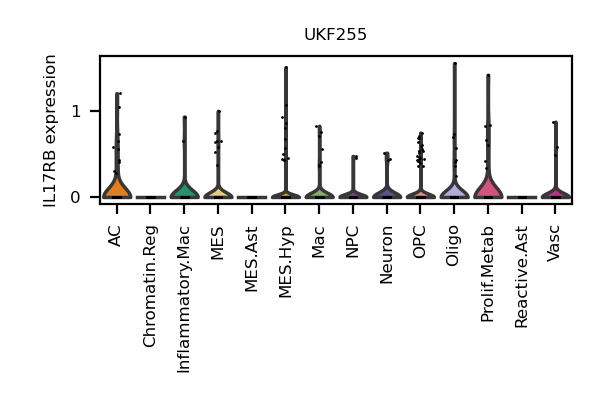 UKF255
IL17RB expression
1
0
AC
Chromatin.Reg
Inflammatory.Mac
MES
MES.Ast
MES.Hyp
Mac
NPC
Neuron
OPC
Oligo
Prolif.Metab
Reactive.Ast
Vasc